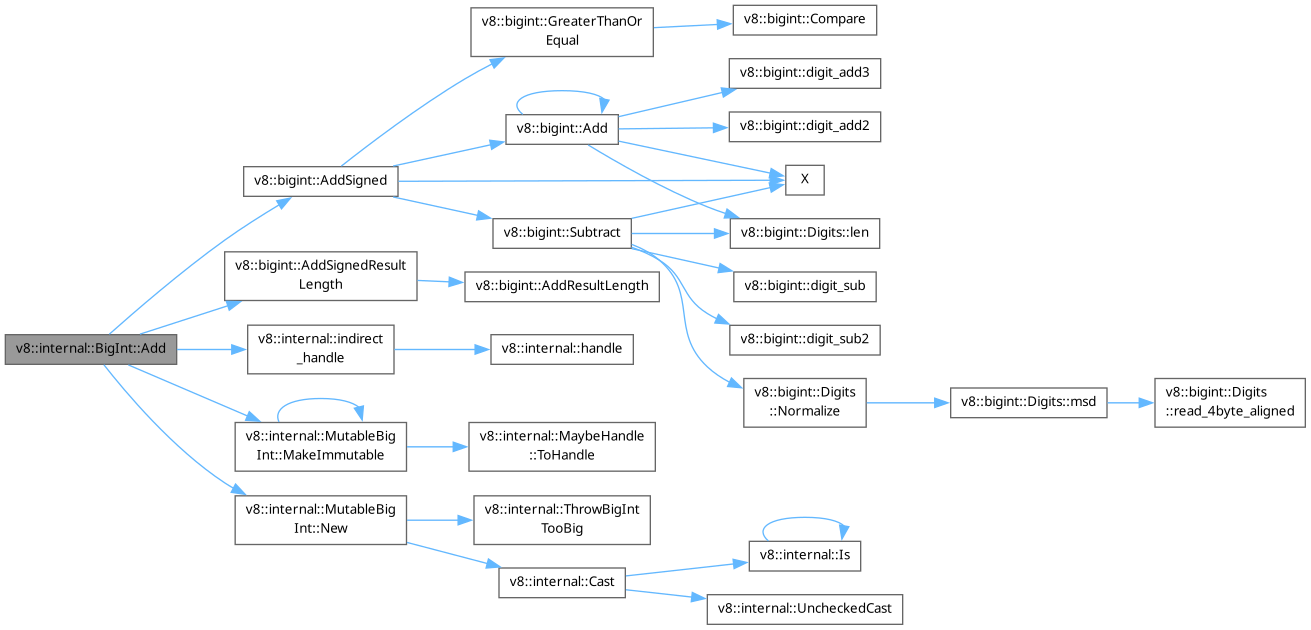 v8::internal::BigInt::Add
v8::bigint::AddSigned
v8::bigint::GreaterThanOr
Equal
v8::bigint::Compare
v8::bigint::Add
v8::bigint::digit_add3
v8::bigint::digit_add2
X
v8::bigint::Digits::len
v8::bigint::Subtract
v8::bigint::digit_sub
v8::bigint::digit_sub2
v8::bigint::Digits
::Normalize
v8::bigint::Digits::msd
v8::bigint::Digits
::read_4byte_aligned
v8::bigint::AddSignedResult
Length
v8::bigint::AddResultLength
v8::internal::indirect
_handle
v8::internal::handle
v8::internal::MutableBig
Int::MakeImmutable
v8::internal::MaybeHandle
::ToHandle
v8::internal::MutableBig
Int::New
v8::internal::ThrowBigInt
TooBig
v8::internal::Cast
v8::internal::Is
v8::internal::UncheckedCast